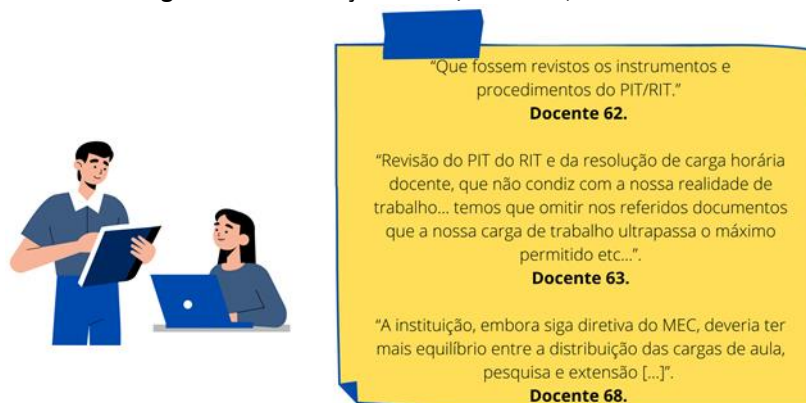 “Que fossem revistos os instrumentos e
procedimentos do PIT/RIT.”
Docente 62.
“Revisão do PIT do RIT e da resolução de carga horária
docente, que não condiz com a nossa realidade de
trabalho... temos que omitir nos referidos documentos
que a nossa carga de trabalho ultrapassa o máximo
permitido etc...”.
Docente 63.
“A instituição, embora siga diretiva do MEC, deveria ter
mais equilíbrio entre a distribuição das cargas de aula,
pesquisa e extensão [...]”.
Docente 68.